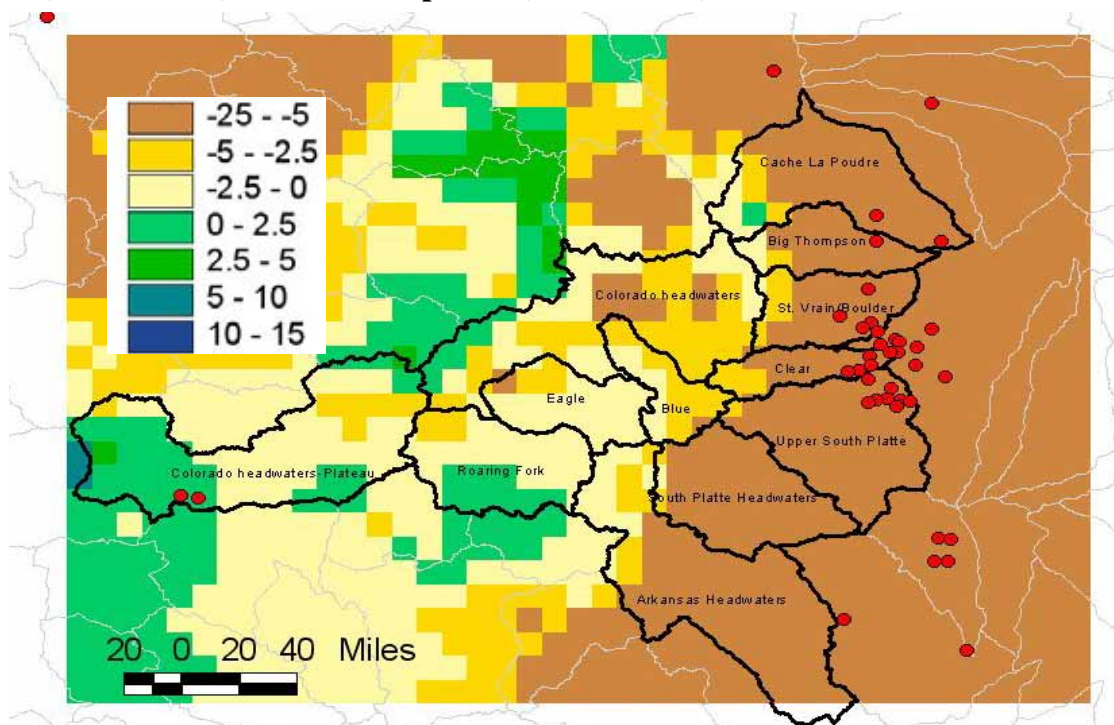 -25 - -5
-5 - -2.5
-2.5 - 0
0 - 2.5
2.5 - 5
5 - 10
10 - 15
Cache La Poudre
Big Thompson
Colorado headwaters
St. Vrain/Boulder
Clear
Eagle
Blue
Upper South Platte
Colorado headwaters-Plateau
Roaring Fork
South Platte Headwaters
Arkansas Headwaters
20 0 20 40 Miles